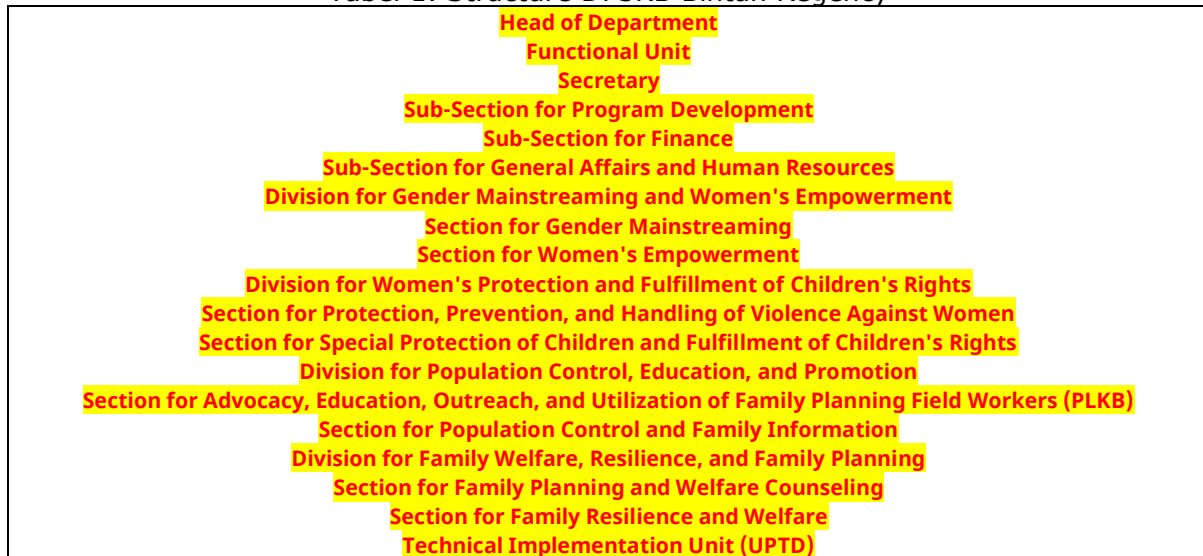 Structure Bintan Regency
Head of Department
Functional Unit
Secretary
Sub-Section for Program Development
Sub-Section for Finance
Sub-Section for General Affairs and Human Resources
Division for Gender Mainstreaming and Women's Empowerment
Section for Gender Mainstreaming
Section for Women's Empowerment
Division for Women's Protection and Fulfillment of Children's Rights
Section for Protection, Prevention, and Handling of Violence Against Women
Section for Special Protection of Children and Fulfillment of Children's Rights
Division for Population Control, Education, and Promotion
Section for Advocacy, Education, Outreach, and Utilization of Family Planning Field Workers (PLKB)
Section for Population Control and Family Information
Division for Family Welfare, Resilience, and Family Planning
Section for Family Planning and Welfare Counseling
Section for Family Resilience and Welfare
Technical Implementation Unit (UPTD)